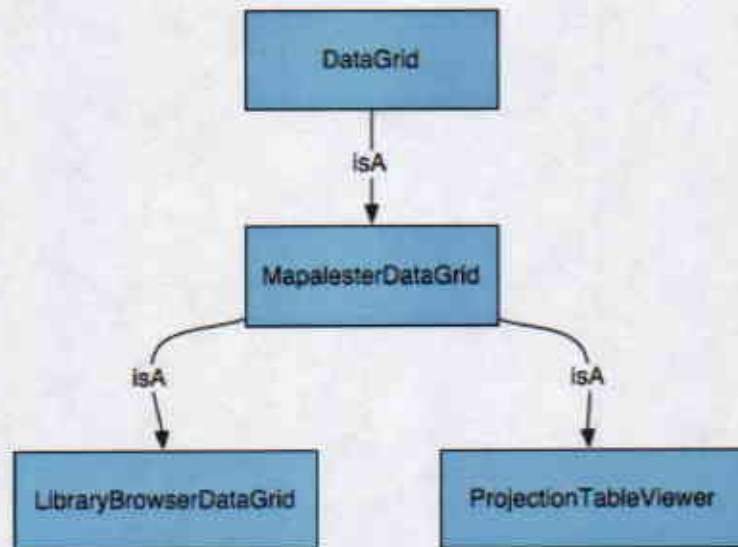 DataGrid
isA
MapalesterDataGrid
isA
isA
LibraryBrowserDataGrid
ProjectionTableViewer